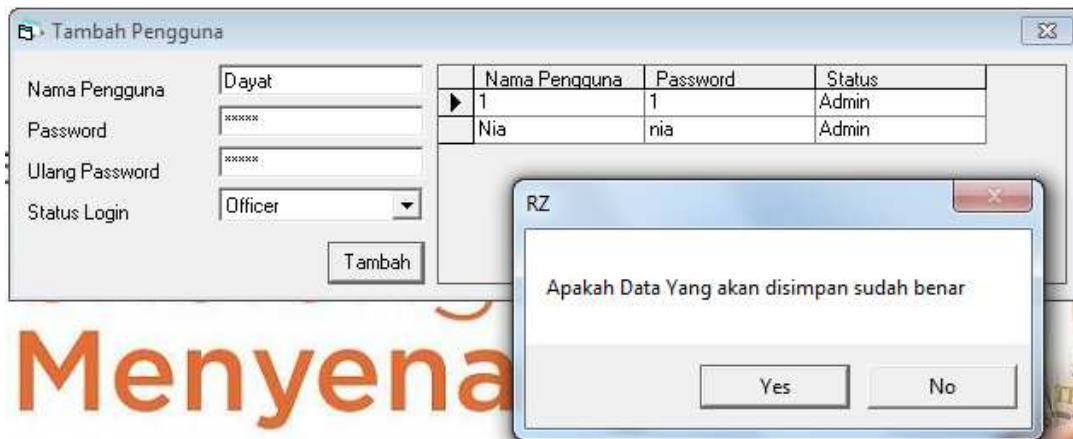 Tambah Pengguna
Nama Pengguna Dayat
Password *****
Ulang Password *****
Status Login Officer
Tambah
Nama Pengguna Password Status
1 1 Admin
Nia nia Admin
RZ
Apakah Data Yang akan disimpan sudah benar
Yes No
Menyena